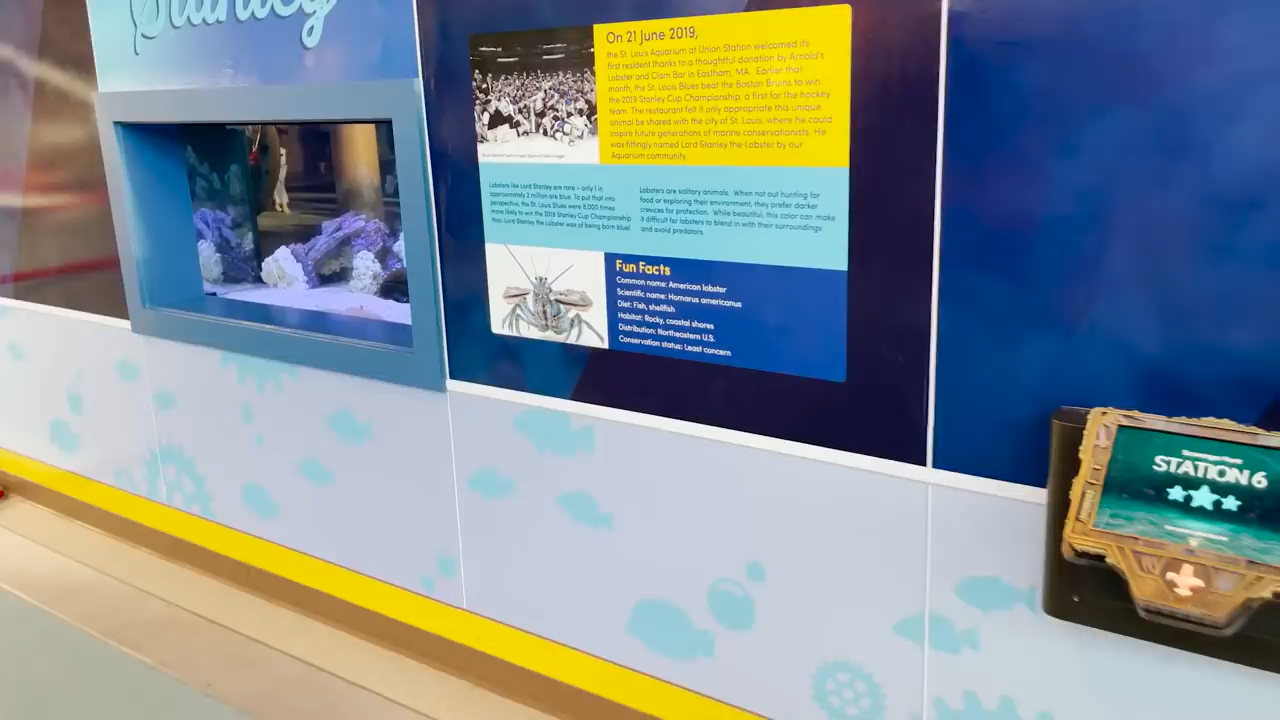 Stanley
On 21 June 2019,
the St. Louis Aquarium at Union Station welcomed its
first resident thanks to a thoughtful donation by Arnold's
Lobster and Clam Bar in Eastham, MA. Earlier that
month, the St. Louis Blues beat the Boston Bruins to win
the 2019 Stanley Cup Championship, a first for the hockey
team. The restaurant felt it only appropriate this unique
animal be shared with the city of St. Louis, where he could
inspire future generations of marine conservationists. He
was fittingly named Lord Stanley the Lobster by our
Aquarium community.
Lobsters like Lord Stanley are rare – only 1 in
approximately 2 million are blue. To put that into
perspective, the St. Louis Blues were 8,000 times
more likely to win the 2019 Stanley Cup Championship
than Lord Stanley the Lobster was of being born blue!
Lobsters are solitary animals. When not out hunting for
food or exploring their environment, they prefer darker
crevices for protection. While beautiful, this color can make
it difficult for lobsters to blend in with their surroundings
and avoid predators.
Fun Facts
Common name: American lobster
Scientific name: Homarus americanus
Diet: Fish, shellfish
Habitat: Rocky, coastal shores
Distribution: Northeastern U.S.
Conservation status: Least concern
STATION 6